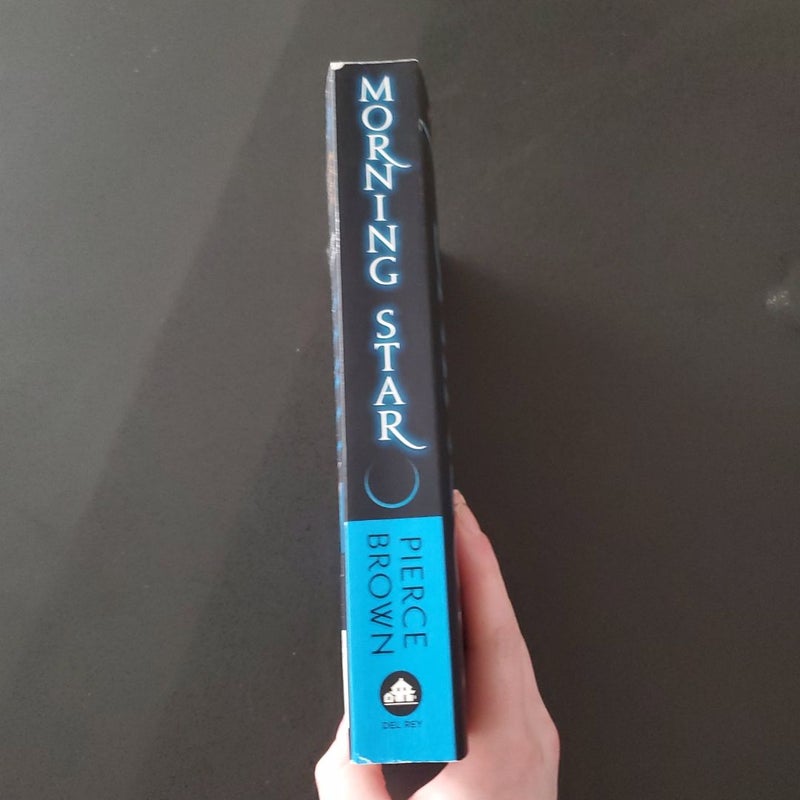 MORNING STAR
PIERCE
BROWN
DEL REY